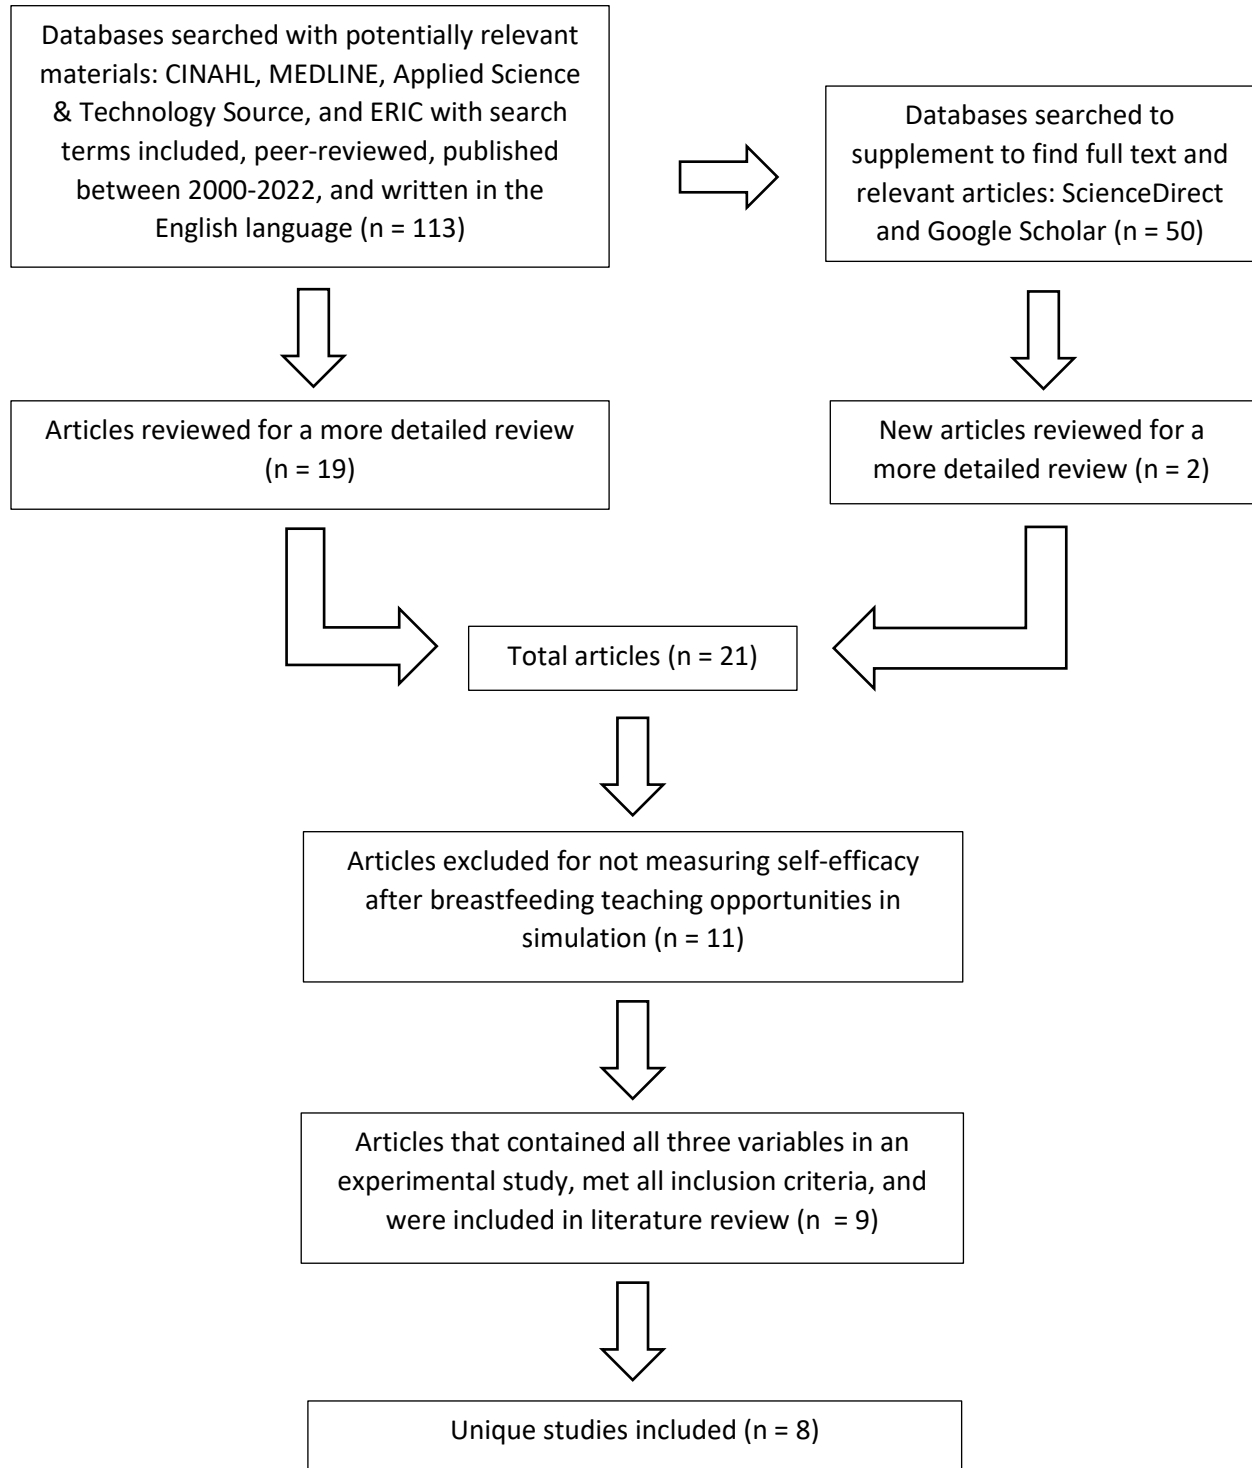 Databases searched with potentially relevant
materials: CINAHL, MEDLINE, Applied Science
& Technology Source, and ERIC with search
terms included, peer-reviewed, published
between 2000-2022, and written in the
English language (n = 113)
Databases searched to
supplement to find full text and
relevant articles: ScienceDirect
and Google Scholar (n = 50)
Articles reviewed for a more detailed review
(n = 19)
New articles reviewed for a
more detailed review (n = 2)
Total articles (n = 21)
Articles excluded for not measuring self-efficacy
after breastfeeding teaching opportunities in
simulation (n = 11)
Articles that contained all three variables in an
experimental study, met all inclusion criteria, and
were included in literature review (n  = 9)
Unique studies included (n = 8)